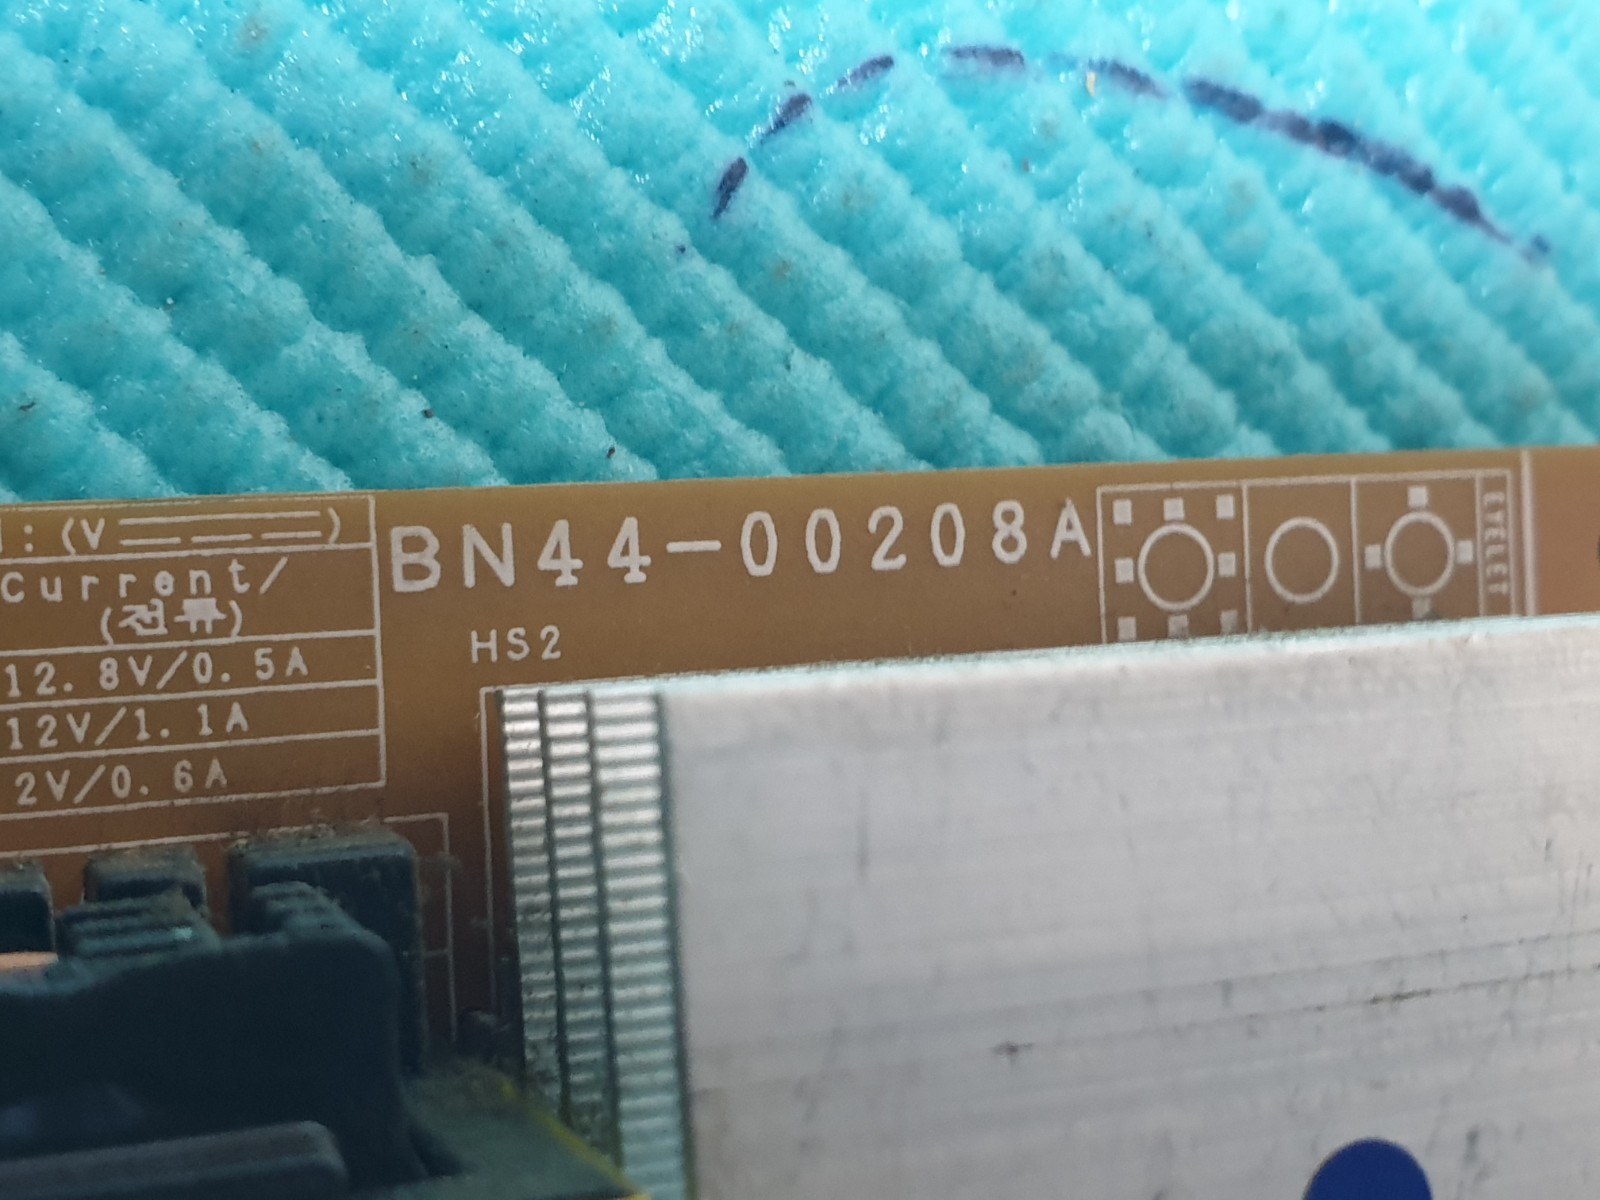 : (V ⎓)
Current/
(전류)
12.8V/0.5A
12V/1.1A
2V/0.6A
BN44-00208A
HS2
EYELET